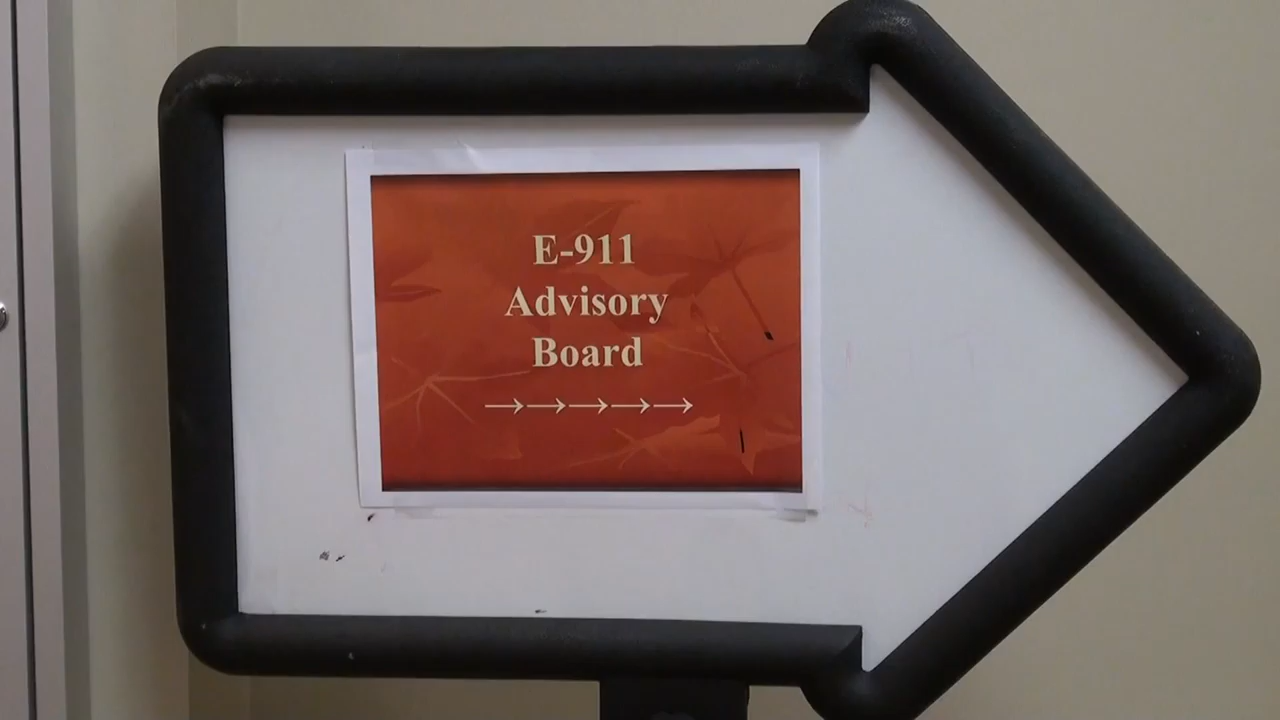 E-911
Advisory
Board
→→→→→